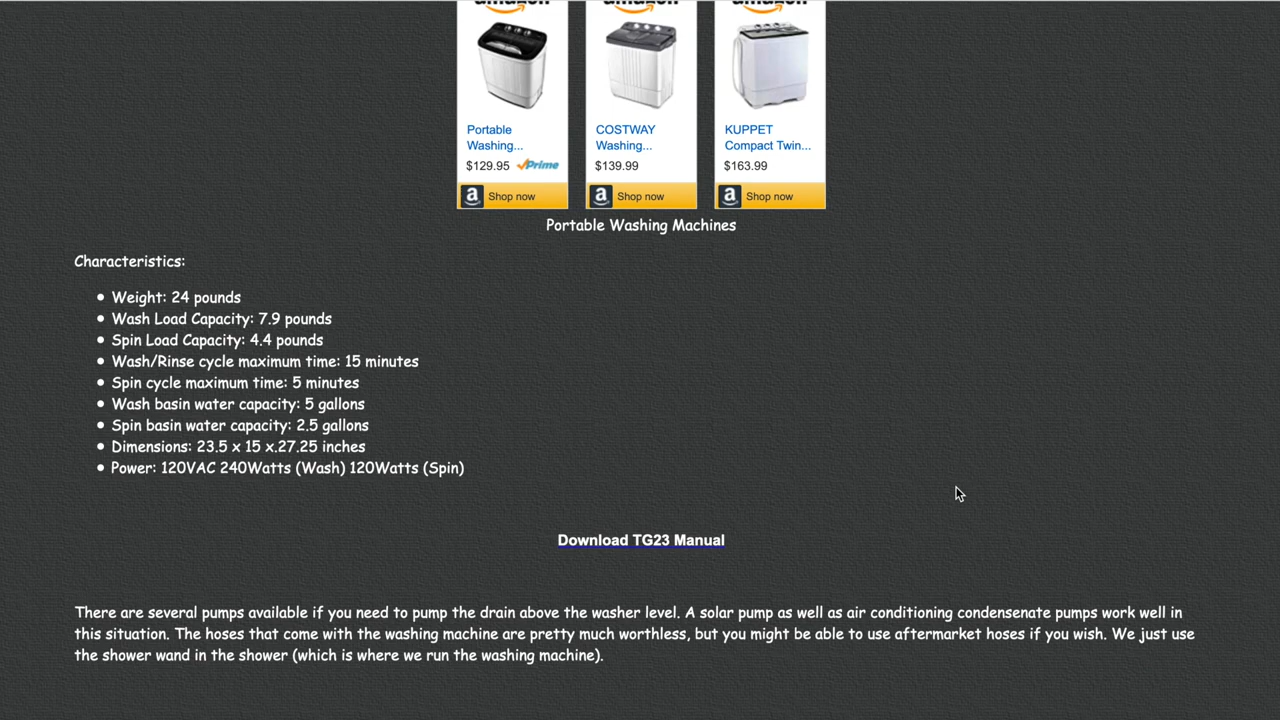 Portable
Washing...
$129.95 Prime
a Shop now
COSTWAY
Washing...
$139.99
a Shop now
KUPPET
Compact Twin...
$163.99
a Shop now
Portable Washing Machines
Characteristics:
• Weight: 24 pounds
• Wash Load Capacity: 7.9 pounds
• Spin Load Capacity: 4.4 pounds
• Wash/Rinse cycle maximum time: 15 minutes
• Spin cycle maximum time: 5 minutes
• Wash basin water capacity: 5 gallons
• Spin basin water capacity: 2.5 gallons
• Dimensions: 23.5 x 15 x.27.25 inches
• Power: 120VAC 240Watts (Wash) 120Watts (Spin)
Download TG23 Manual
There are several pumps available if you need to pump the drain above the washer level. A solar pump as well as air conditioning condensenate pumps work well in
this situation. The hoses that come with the washing machine are pretty much worthless, but you might be able to use aftermarket hoses if you wish. We just use
the shower wand in the shower (which is where we run the washing machine).